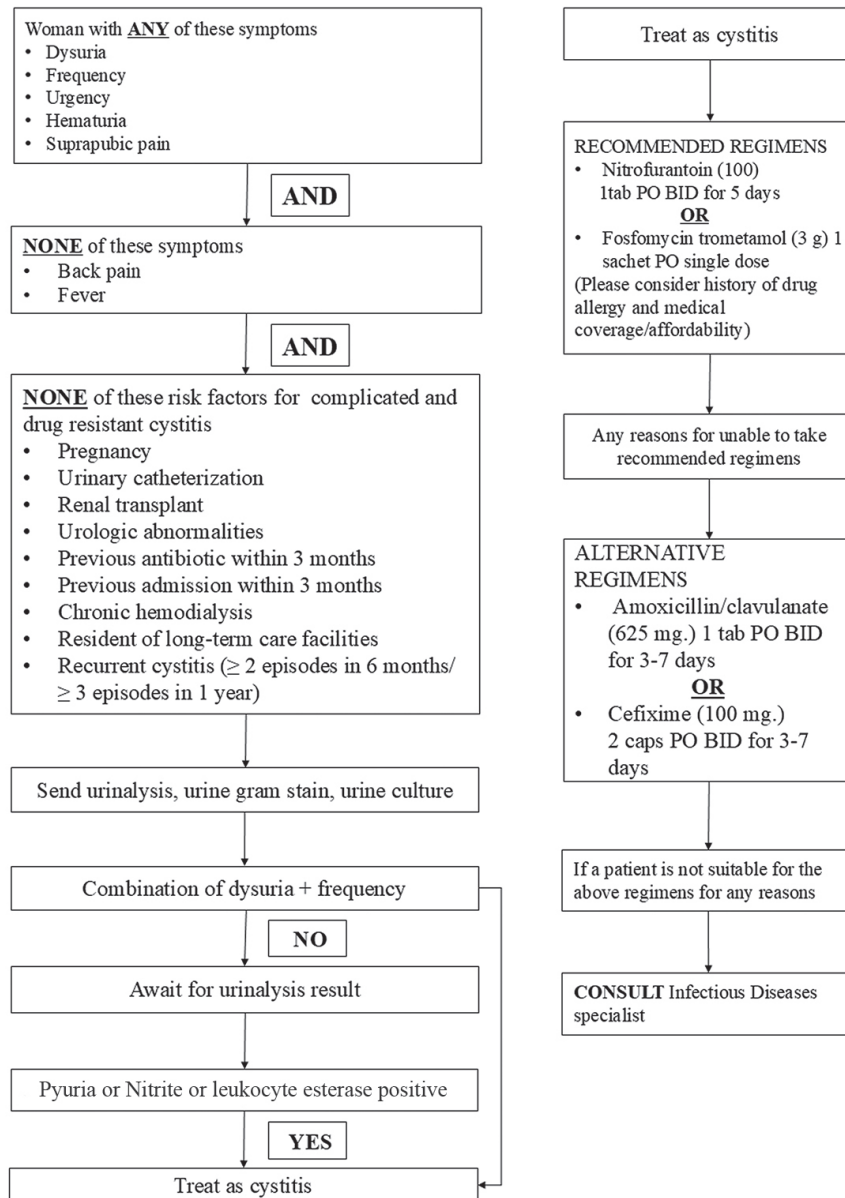 Woman with ANY of these symptoms
• Dysuria
• Frequency
• Urgency
• Hematuria
• Suprapubic pain
AND
NONE of these symptoms
• Back pain
• Fever
AND
NONE of these risk factors for complicated and
drug resistant cystitis
• Pregnancy
• Urinary catheterization
• Renal transplant
• Urologic abnormalities
• Previous antibiotic within 3 months
• Previous admission within 3 months
• Chronic hemodialysis
• Resident of long-term care facilities
• Recurrent cystitis (≥ 2 episodes in 6 months/
≥ 3 episodes in 1 year)
Send urinalysis, urine gram stain, urine culture
Combination of dysuria + frequency
NO
Await for urinalysis result
Pyuria or Nitrite or leukocyte esterase positive
YES
Treat as cystitis
Treat as cystitis
RECOMMENDED REGIMENS
• Nitrofurantoin (100)
1tab PO BID for 5 days
OR
• Fosfomycin trometamol (3 g) 1
sachet PO single dose
(Please consider history of drug
allergy and medical
coverage/affordability)
Any reasons for unable to take
recommended regimens
ALTERNATIVE
REGIMENS
• Amoxicillin/clavulanate
(625 mg.) 1 tab PO BID
for 3-7 days
OR
• Cefixime (100 mg.)
2 caps PO BID for 3-7
days
If a patient is not suitable for the
above regimens for any reasons
CONSULT Infectious Diseases
specialist